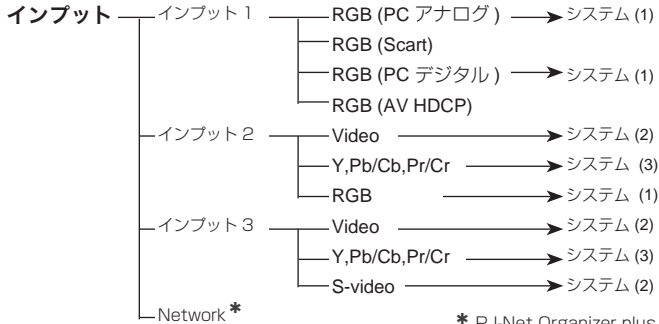 インプット インプット 1 RGB (PC アナログ ) システム (1)
RGB (Scart)
RGB (PC デジタル ) システム (1)
RGB (AV HDCP)
インプット 2 Video システム (2)
Y,Pb/Cb,Pr/Cr システム (3)
RGB システム (1)
インプット 3 Video システム (2)
Y,Pb/Cb,Pr/Cr システム (3)
S-video システム (2)
Network✱
✱ PJ-Net Organizer plus